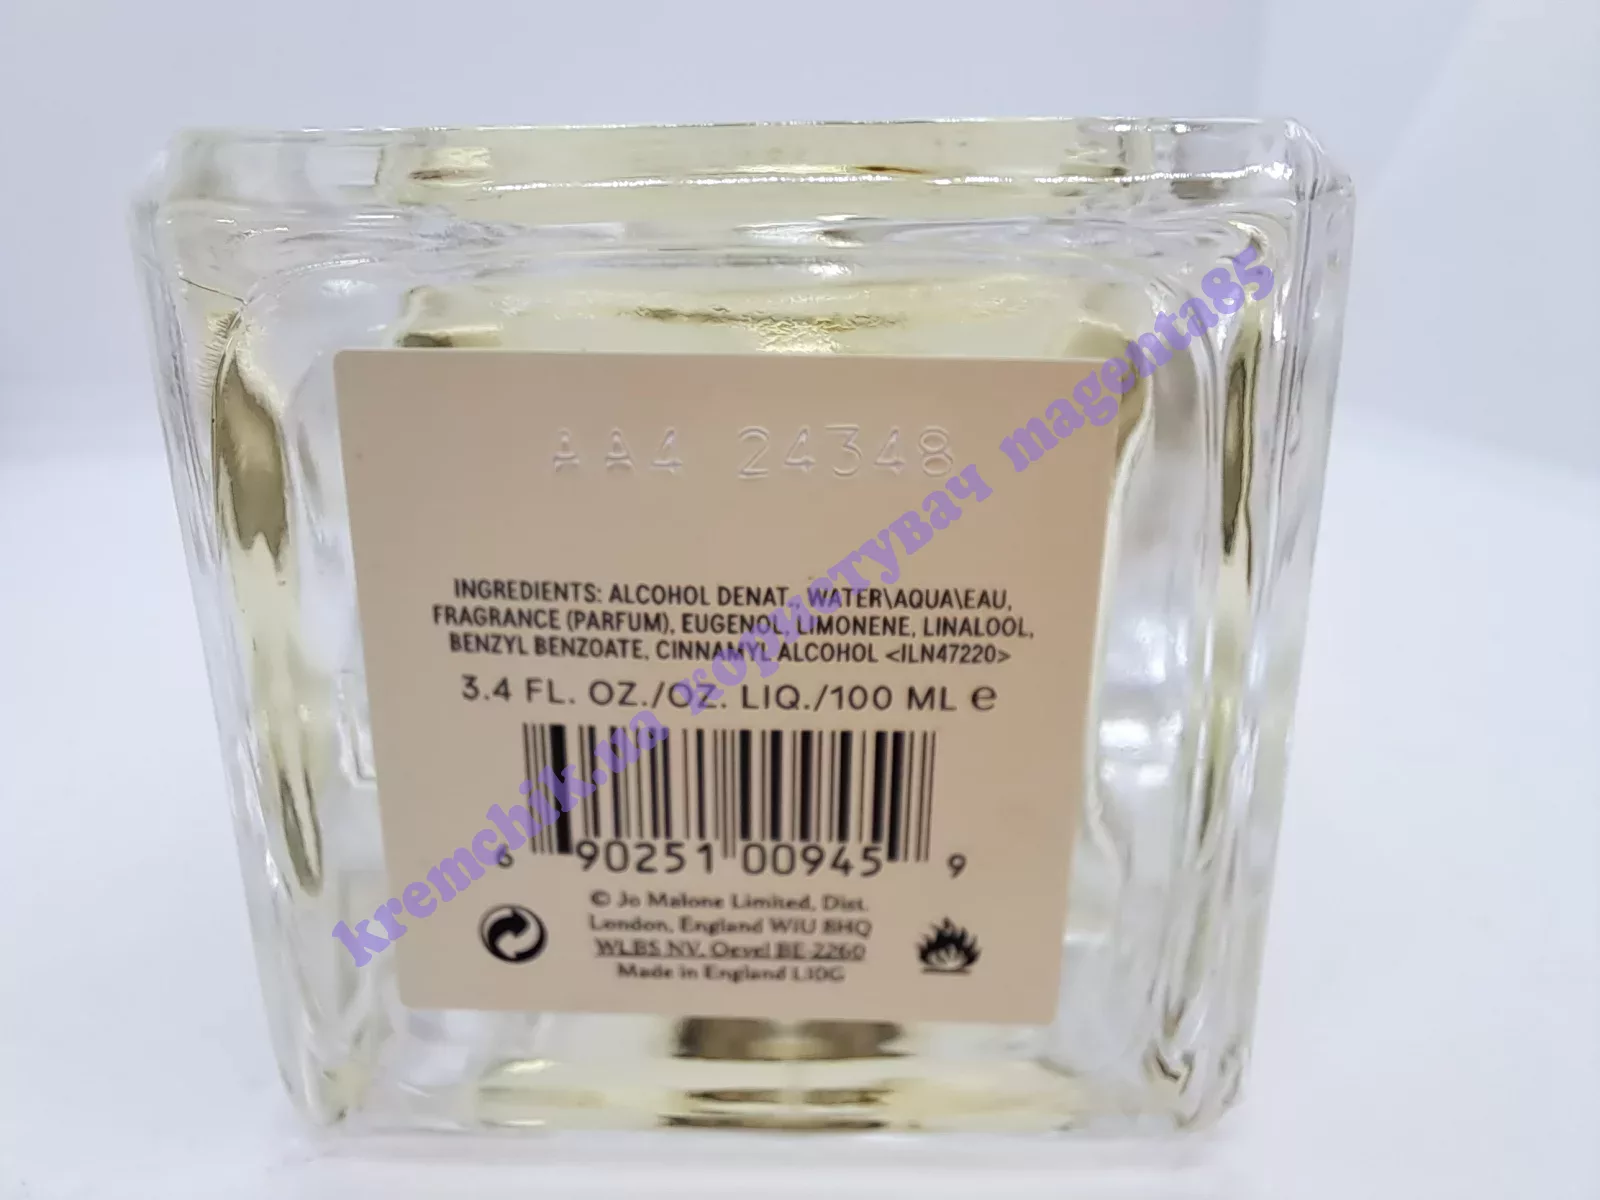 AA4 24348
INGREDIENTS: ALCOHOL DENAT., WATER\AQUA\EAU,
FRAGRANCE (PARFUM), EUGENOL, LIMONENE, LINALOOL,
BENZYL BENZOATE, CINNAMYL ALCOHOL <ILN47220>
3.4 FL. OZ./OZ. LIQ./100 ML ℮
6 90251 00945 9
© Jo Malone Limited, Dist.
London, England W1U 8HQ
WLBS NV. Oevel BE-2260
Made in England L10G
kremchik.ua користувач magenta85